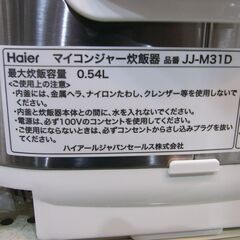 Haier マイコンジャー炊飯器 品番 JJ-M31D
最大炊飯容量 0.54L
<ご使用上の注意>
・内釜には、金属ヘラ、ナイロンたわし、クレンザー等を使用しないで
ください。
・内釜と炊飯器本体との間に、水を入れないでください。
・電源は、必ず100Vのコンセントを使用してください。
・お手入れするときは、必ずコンセントからさし込みプラグを抜いて
ください。
ハイアールジャパンセールス株式会社